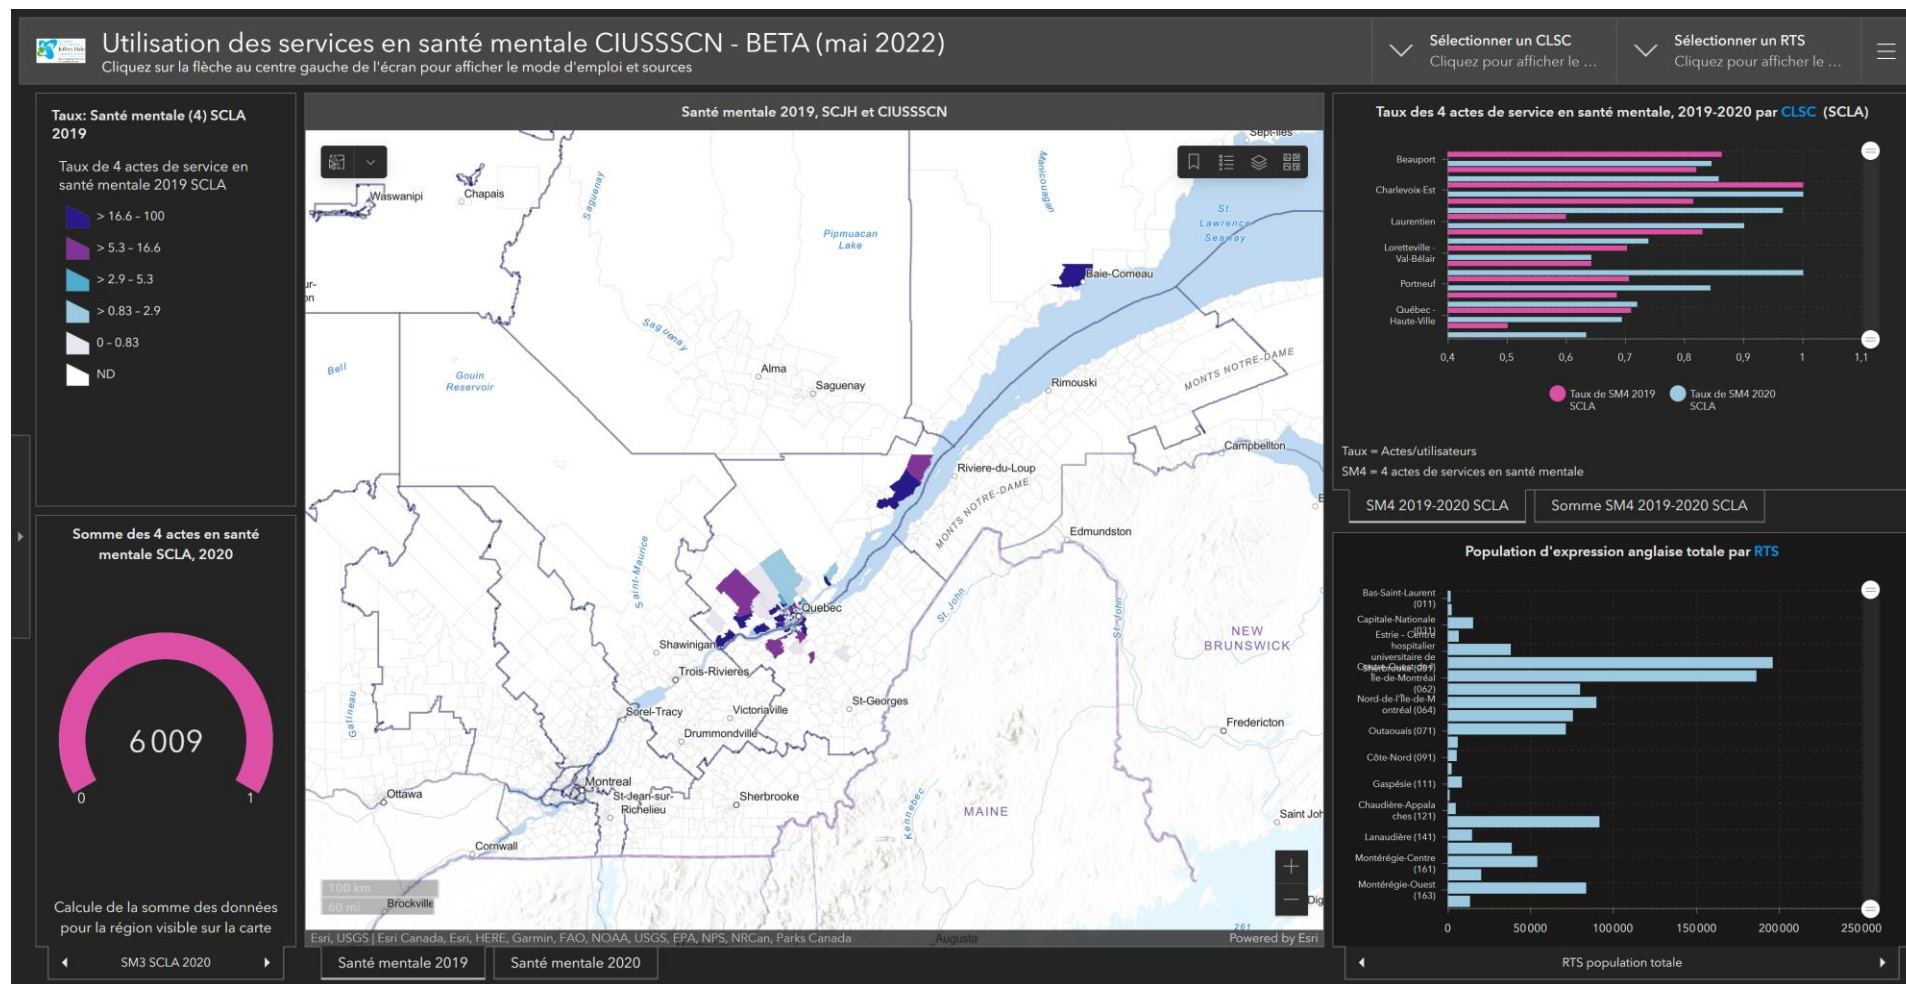 Utilisation des services en santé mentale CIUSSSCN - BETA (mai 2022)
Cliquez sur la flèche au centre gauche de l'écran pour afficher le mode d'emploi et sources
Sélectionner un CLSC
Cliquez pour afficher le ...
Sélectionner un RTS
Cliquez pour afficher le ...
Taux: Santé mentale (4) SCLA
2019
Taux de 4 actes de service en
santé mentale 2019 SCLA
> 16.6 - 100
> 5.3 - 16.6
> 2.9 - 5.3
> 0.83 - 2.9
0 - 0.83
ND
Somme des 4 actes en santé
mentale SCLA, 2020
6 009
0
1
Calcule de la somme des données
pour la région visible sur la carte
SM3 SCLA 2020
Santé mentale 2019, SCJH et CIUSSSCN
Sept-Iles
Waswanipi
Chapais
Saguenay
Manicouagan
Pipmuacan
Lake
St.
Lawrence
Seaway
Baie-Comeau
Saguenay
Bell
Gouin
Reservoir
Alma
Saguenay
Rimouski
MONTS NOTRE-DAME
Campbellton
Riviere-du-Loup
MONTS NOTRE-DAME
Edmundston
Saint-Maurice
Quebec
St. John
St. John
NEW
BRUNSWICK
Shawinigan
Trois-Rivieres
St-Georges
Sorel-Tracy
Victoriaville
Drummondville
Fredericton
Gatineau
Montreal
Ottawa
St-Jean-sur-
Richelieu
Sherbrooke
Kennebec
MAINE
Saint Joh
Cornwall
100 km
60 mi
Brockville
Dig
261
Augusta
Esri, USGS | Esri Canada, Esri, HERE, Garmin, FAO, NOAA, USGS, EPA, NPS, NRCan, Parks Canada
Powered by Esri
Santé mentale 2019
Santé mentale 2020
Taux des 4 actes de service en santé mentale, 2019-2020 par CLSC (SCLA)
Beauport
Charlevoix-Est
Laurentien
Loretteville -
Val-Bélair
Portneuf
Québec -
Haute-Ville
0,4 0,5 0,6 0,7 0,8 0,9 1 1,1
Taux de SM4 2019
SCLA
Taux de SM4 2020
SCLA
Taux = Actes/utilisateurs
SM4 = 4 actes de services en santé mentale
SM4 2019-2020 SCLA
Somme SM4 2019-2020 SCLA
Population d'expression anglaise totale par RTS
Bas-Saint-Laurent
(011)
Capitale-Nationale
(031)
Estrie - Centre
hospitalier
universitaire de
Île-de-Montréal
(062)
Nord-de-l'Île-de-M
ontréal (064)
Outaouais (071)
Côte-Nord (091)
Gaspésie (111)
Chaudière-Appala
ches (121)
Lanaudière (141)
Montérégie-Centre
(161)
Montérégie-Ouest
(163)
0 50 000 100 000 150 000 200 000 250 000
RTS population totale